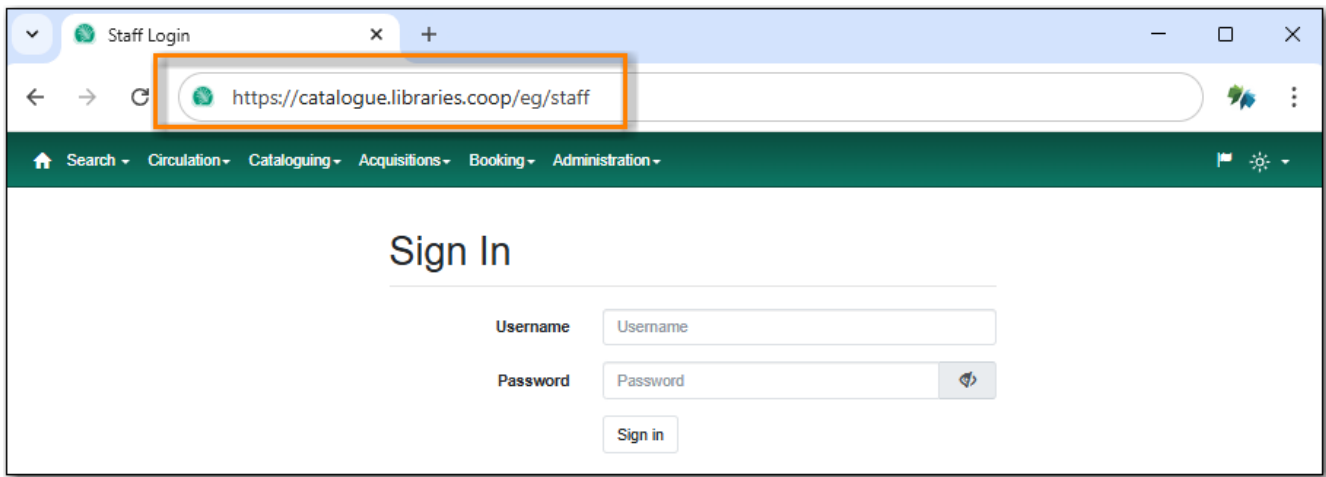 Staff Login
https://catalogue.libraries.coop/eg/staff
Search Circulation Cataloguing Acquisitions Booking Administration
Sign In
Username Username
Password Password
Sign in